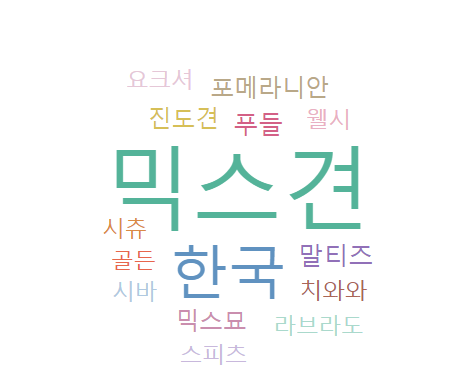 요크셔
포메라니안
진도견
푸들
웰시
믹스견
시츄
골든
한국
말티즈
시바
치와와
믹스묘
라브라도
스피츠